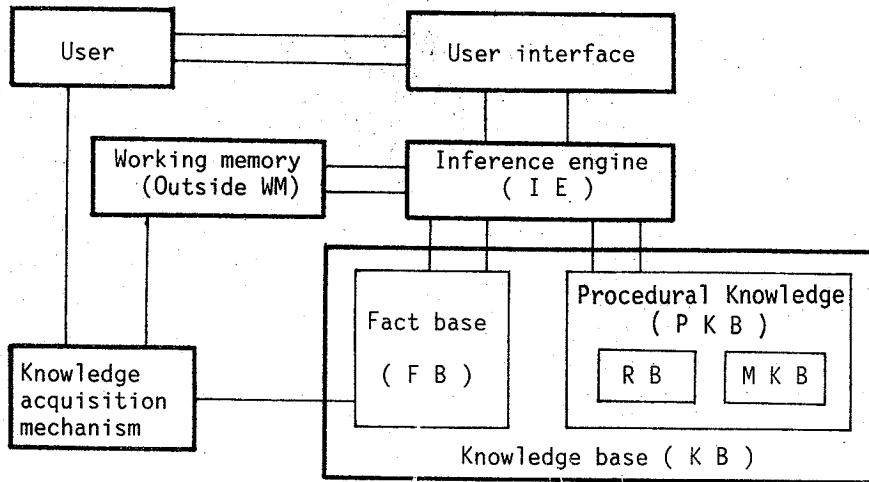 User
User interface
Working memory
(Outside WM)
Inference engine
( I E )
Procedural Knowledge
( P K B )
Fact base
( F B )
R B
M K B
Knowledge
acquisition
mechanism
Knowledge base ( K B )